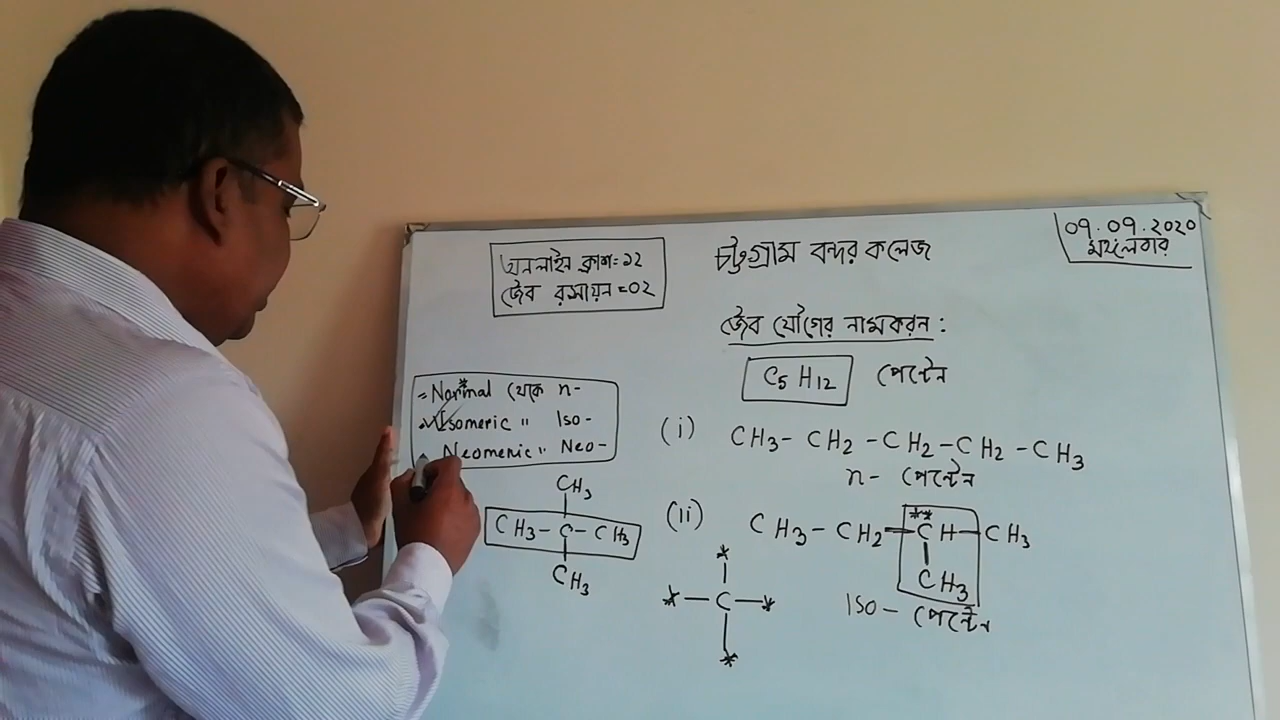 অনলাইন ক্লাশ=১২
জৈব রসায়ন=০২
চট্টগ্রাম বন্দর কলেজ
০৭.০৭.২০২০
মঙ্গলবার
জৈব যৌগের নামকরন:
C5 H12 পেন্টেন
= Normal থেকে n-
Isomeric " Iso-
Neomeric " Neo-
(i) CH3- CH2 -CH2-CH2-CH3
n- পেন্টেন
(ii) CH3-CH2-CH-CH3
CH3
Iso- পেন্টেন
CH3
CH3-C-CH3
CH3
*
*-C-*
*